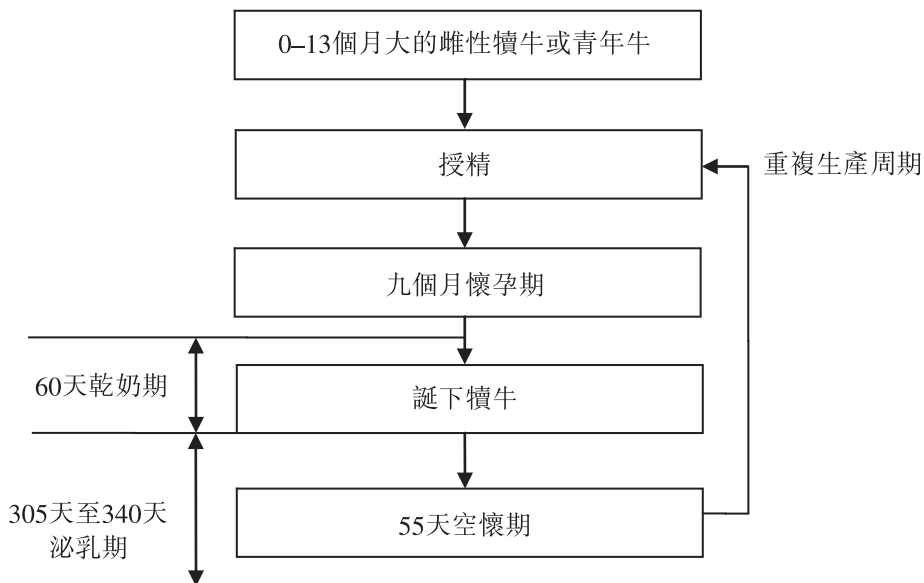 0–13個月大的雌性犢牛或青年牛
授精
重複生產周期
九個月懷孕期
60天乾奶期
誕下犢牛
305天至340天
泌乳期
55天空懷期